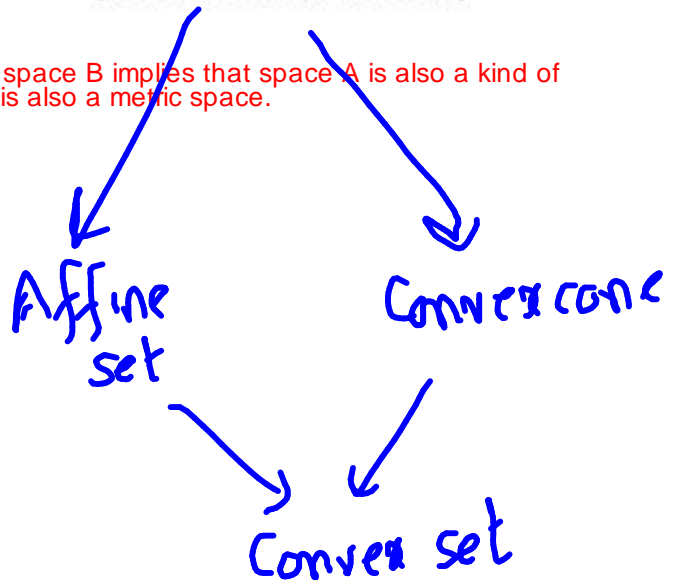 space B implies that space A is also a kind of
is also a metric space.
Affine
set
Convex cone
Convex set